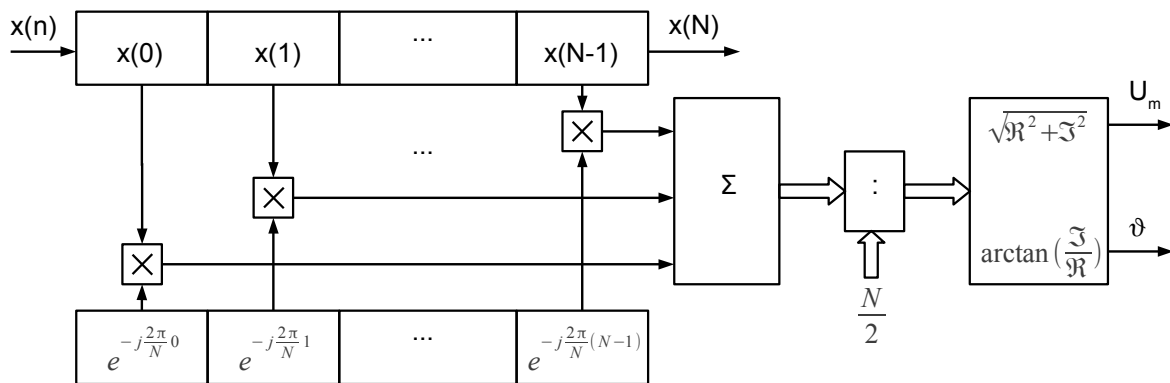 x(n)
x(0) x(1) ... x(N-1)
x(N)
...
× × ×
Σ
:
N/2
√(ℜ²+ℑ²)
arctan(ℑ/ℜ)
U_m
ϑ
e^{-j(2π/N)0} e^{-j(2π/N)1} ... e^{-j(2π/N)(N-1)}